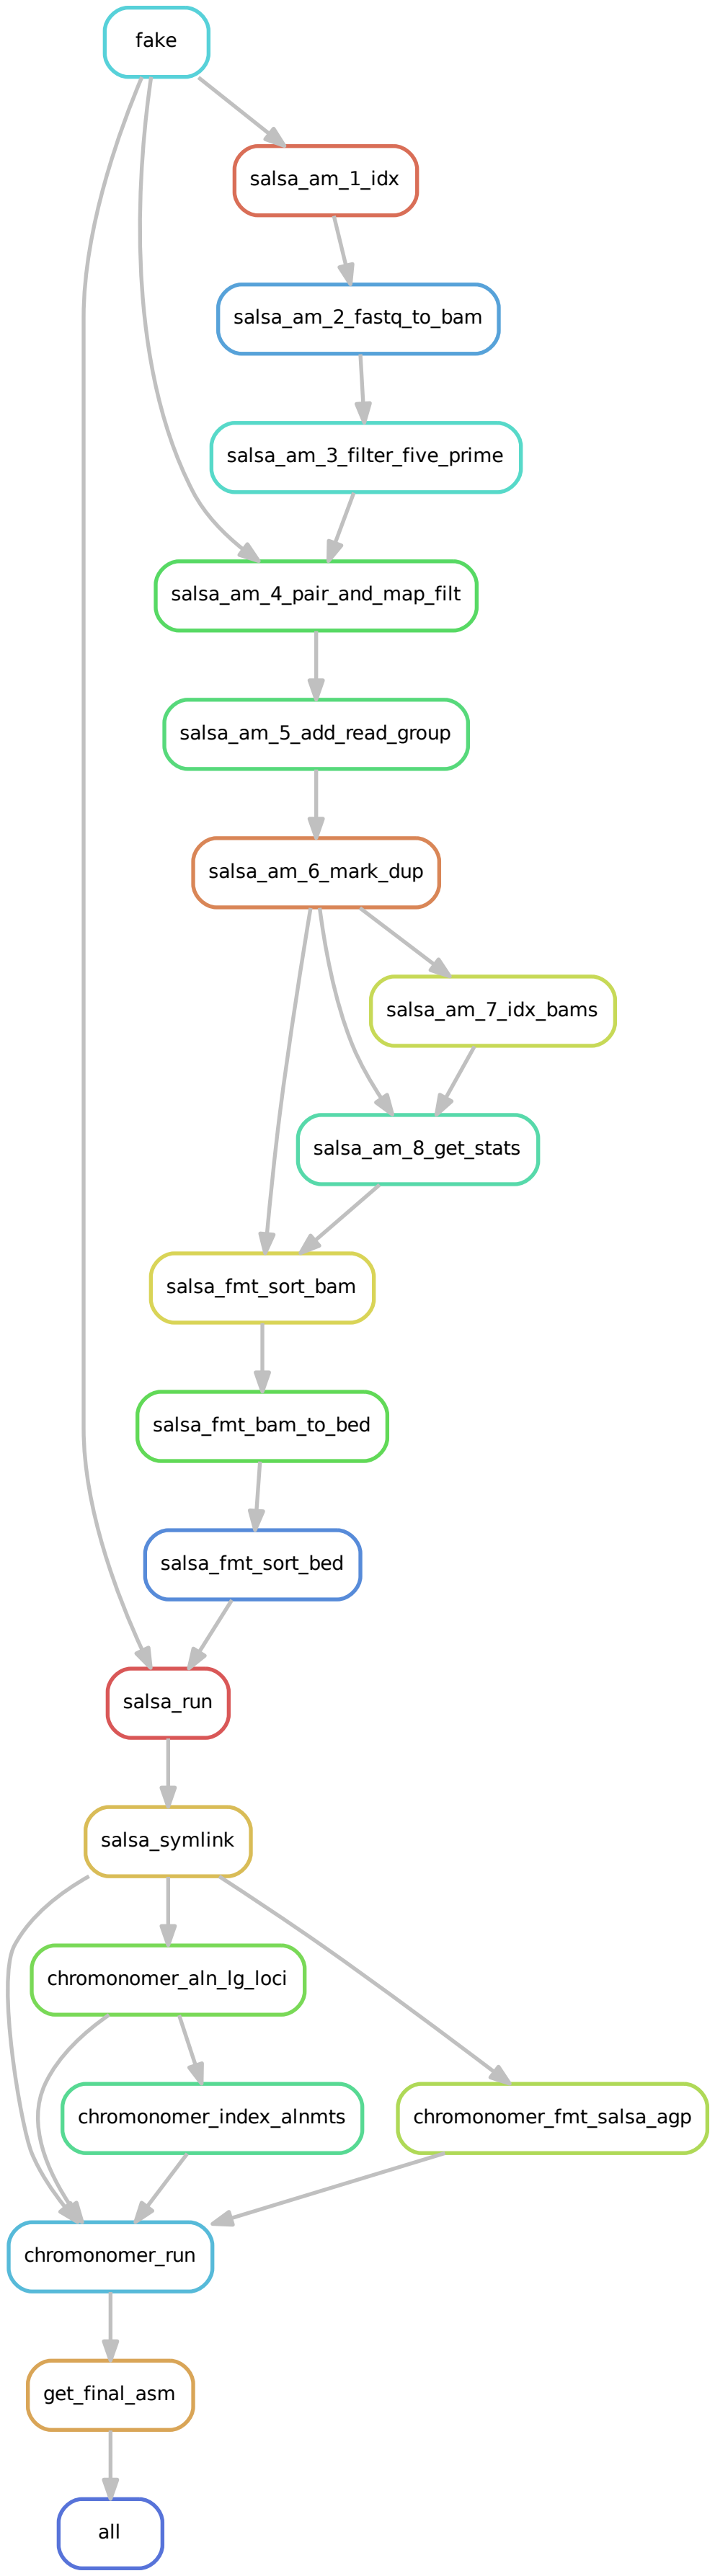 fake
salsa_am_1_idx
salsa_am_2_fastq_to_bam
salsa_am_3_filter_five_prime
salsa_am_4_pair_and_map_filt
salsa_am_5_add_read_group
salsa_am_6_mark_dup
salsa_am_7_idx_bams
salsa_am_8_get_stats
salsa_fmt_sort_bam
salsa_fmt_bam_to_bed
salsa_fmt_sort_bed
salsa_run
salsa_symlink
chromonomer_aln_lg_loci
chromonomer_index_alnmts
chromonomer_fmt_salsa_agp
chromonomer_run
get_final_asm
all